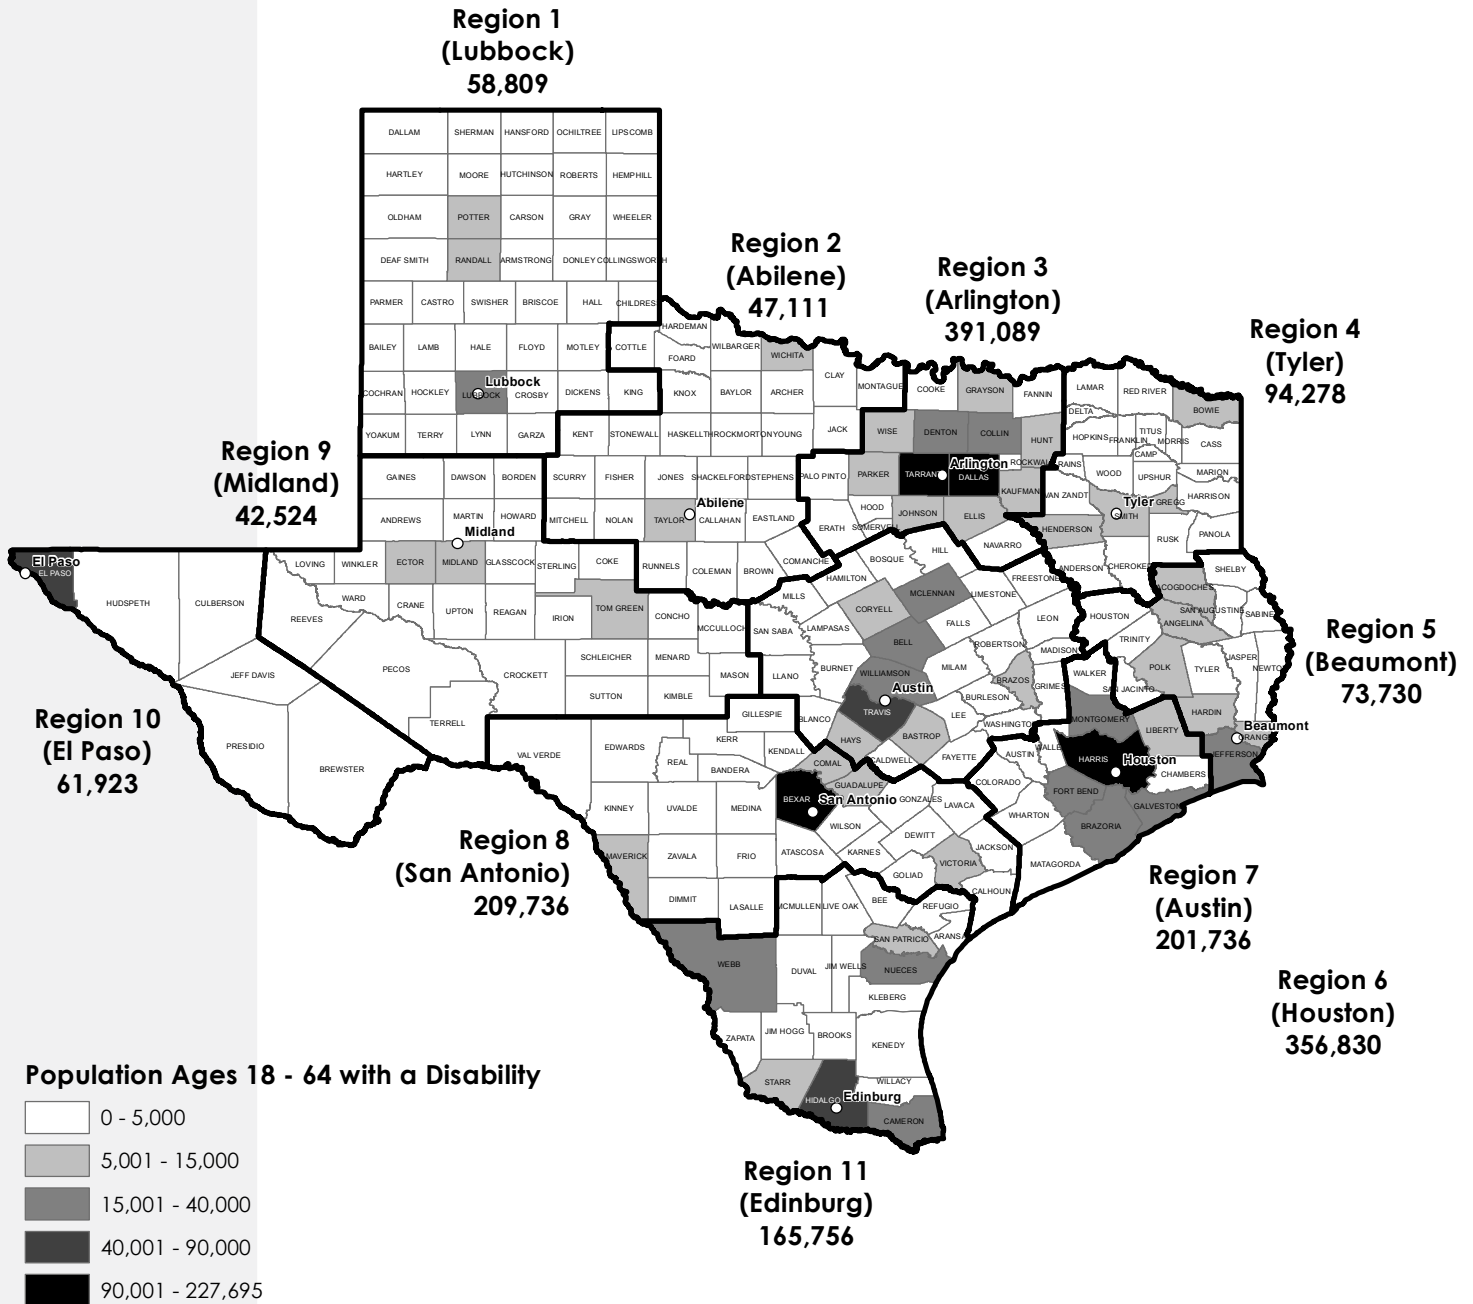 Region 1
(Lubbock)
58,809
DALLAM
SHERMAN
HANSFORD
OCHILTREE
LIPSCOMB
HARTLEY
MOORE
HUTCHINSON
ROBERTS
HEMPHILL
OLDHAM
POTTER
CARSON
GRAY
WHEELER
DEAF SMITH
RANDALL
ARMSTRONG
DONLEY
COLLINGSWORTH
PARMER
CASTRO
SWISHER
BRISCOE
HALL
CHILDRES
BAILEY
LAMB
HALE
FLOYD
MOTLEY
COTTLE
COCHRAN
HOCKLEY
LUBBOCK
Lubbock
CROSBY
DICKENS
KING
YOAKUM
TERRY
LYNN
GARZA
Region 2
(Abilene)
47,111
HARDEMAN
FOARD
WILBARGER
WICHITA
CLAY
MONTAGUE
KNOX
BAYLOR
ARCHER
KENT
STONEWALL
HASKELL
THROCKMORTON
YOUNG
JACK
SCURRY
FISHER
JONES
SHACKELFORD
STEPHENS
MITCHELL
NOLAN
TAYLOR
Abilene
CALLAHAN
EASTLAND
RUNNELS
COLEMAN
BROWN
COMANCHE
Region 3
(Arlington)
391,089
COOKE
GRAYSON
FANNIN
WISE
DENTON
COLLIN
HUNT
PALO PINTO
PARKER
TARRANT
Arlington
DALLAS
ROCKWALL
KAUFMAN
HOOD
JOHNSON
ELLIS
ERATH
SOMERVELL
NAVARRO
Region 4
(Tyler)
94,278
LAMAR
RED RIVER
BOWIE
DELTA
HOPKINS
FRANKLIN
TITUS
MORRIS
CASS
CAMP
RAINS
WOOD
UPSHUR
MARION
VAN ZANDT
Tyler
SMITH
GREGG
HARRISON
HENDERSON
RUSK
PANOLA
ANDERSON
CHEROKEE
Region 9
(Midland)
42,524
GAINES
DAWSON
BORDEN
ANDREWS
MARTIN
HOWARD
Midland
LOVING
WINKLER
ECTOR
MIDLAND
GLASSCOCK
STERLING
COKE
WARD
CRANE
UPTON
REAGAN
IRION
TOM GREEN
CONCHO
MCCULLOCH
REEVES
PECOS
CROCKETT
SCHLEICHER
MENARD
MASON
SUTTON
KIMBLE
TERRELL
El Paso
EL PASO
HUDSPETH
CULBERSON
JEFF DAVIS
PRESIDIO
BREWSTER
Region 10
(El Paso)
61,923
BOSQUE
HILL
HAMILTON
MILLS
CORYELL
MCLENNAN
LIMESTONE
FREESTONE
SAN SABA
LAMPASAS
BELL
FALLS
LEON
ROBERTSON
MADISON
LLANO
BURNET
WILLIAMSON
MILAM
BRAZOS
GRIMES
Austin
TRAVIS
BURLESON
BLANCO
LEE
WASHINGTON
HAYS
BASTROP
CALDWELL
FAYETTE
HOUSTON
NACOGDOCHES
SHELBY
SAN AUGUSTINE
SABINE
ANGELINA
TRINITY
POLK
TYLER
JASPER
NEWTON
SAN JACINTO
HARDIN
Beaumont
ORANGE
JEFFERSON
Region 5
(Beaumont)
73,730
WALKER
MONTGOMERY
LIBERTY
AUSTIN
WALLER
HARRIS
Houston
CHAMBERS
COLORADO
FORT BEND
GALVESTON
WHARTON
BRAZORIA
MATAGORDA
VAL VERDE
EDWARDS
GILLESPIE
KERR
REAL
BANDERA
KENDALL
COMAL
GUADALUPE
KINNEY
UVALDE
MEDINA
BEXAR
San Antonio
GONZALES
LAVACA
WILSON
DEWITT
MAVERICK
ZAVALA
FRIO
ATASCOSA
KARNES
VICTORIA
JACKSON
GOLIAD
CALHOUN
DIMMIT
LASALLE
Region 8
(San Antonio)
209,736
Region 7
(Austin)
201,736
Region 6
(Houston)
356,830
MCMULLEN
LIVE OAK
BEE
REFUGIO
SAN PATRICIO
ARANSA
WEBB
DUVAL
JIM WELLS
NUECES
KLEBERG
ZAPATA
JIM HOGG
BROOKS
KENEDY
STARR
HIDALGO
Edinburg
WILLACY
CAMERON
Region 11
(Edinburg)
165,756
Population Ages 18 - 64 with a Disability
0 - 5,000
5,001 - 15,000
15,001 - 40,000
40,001 - 90,000
90,001 - 227,695